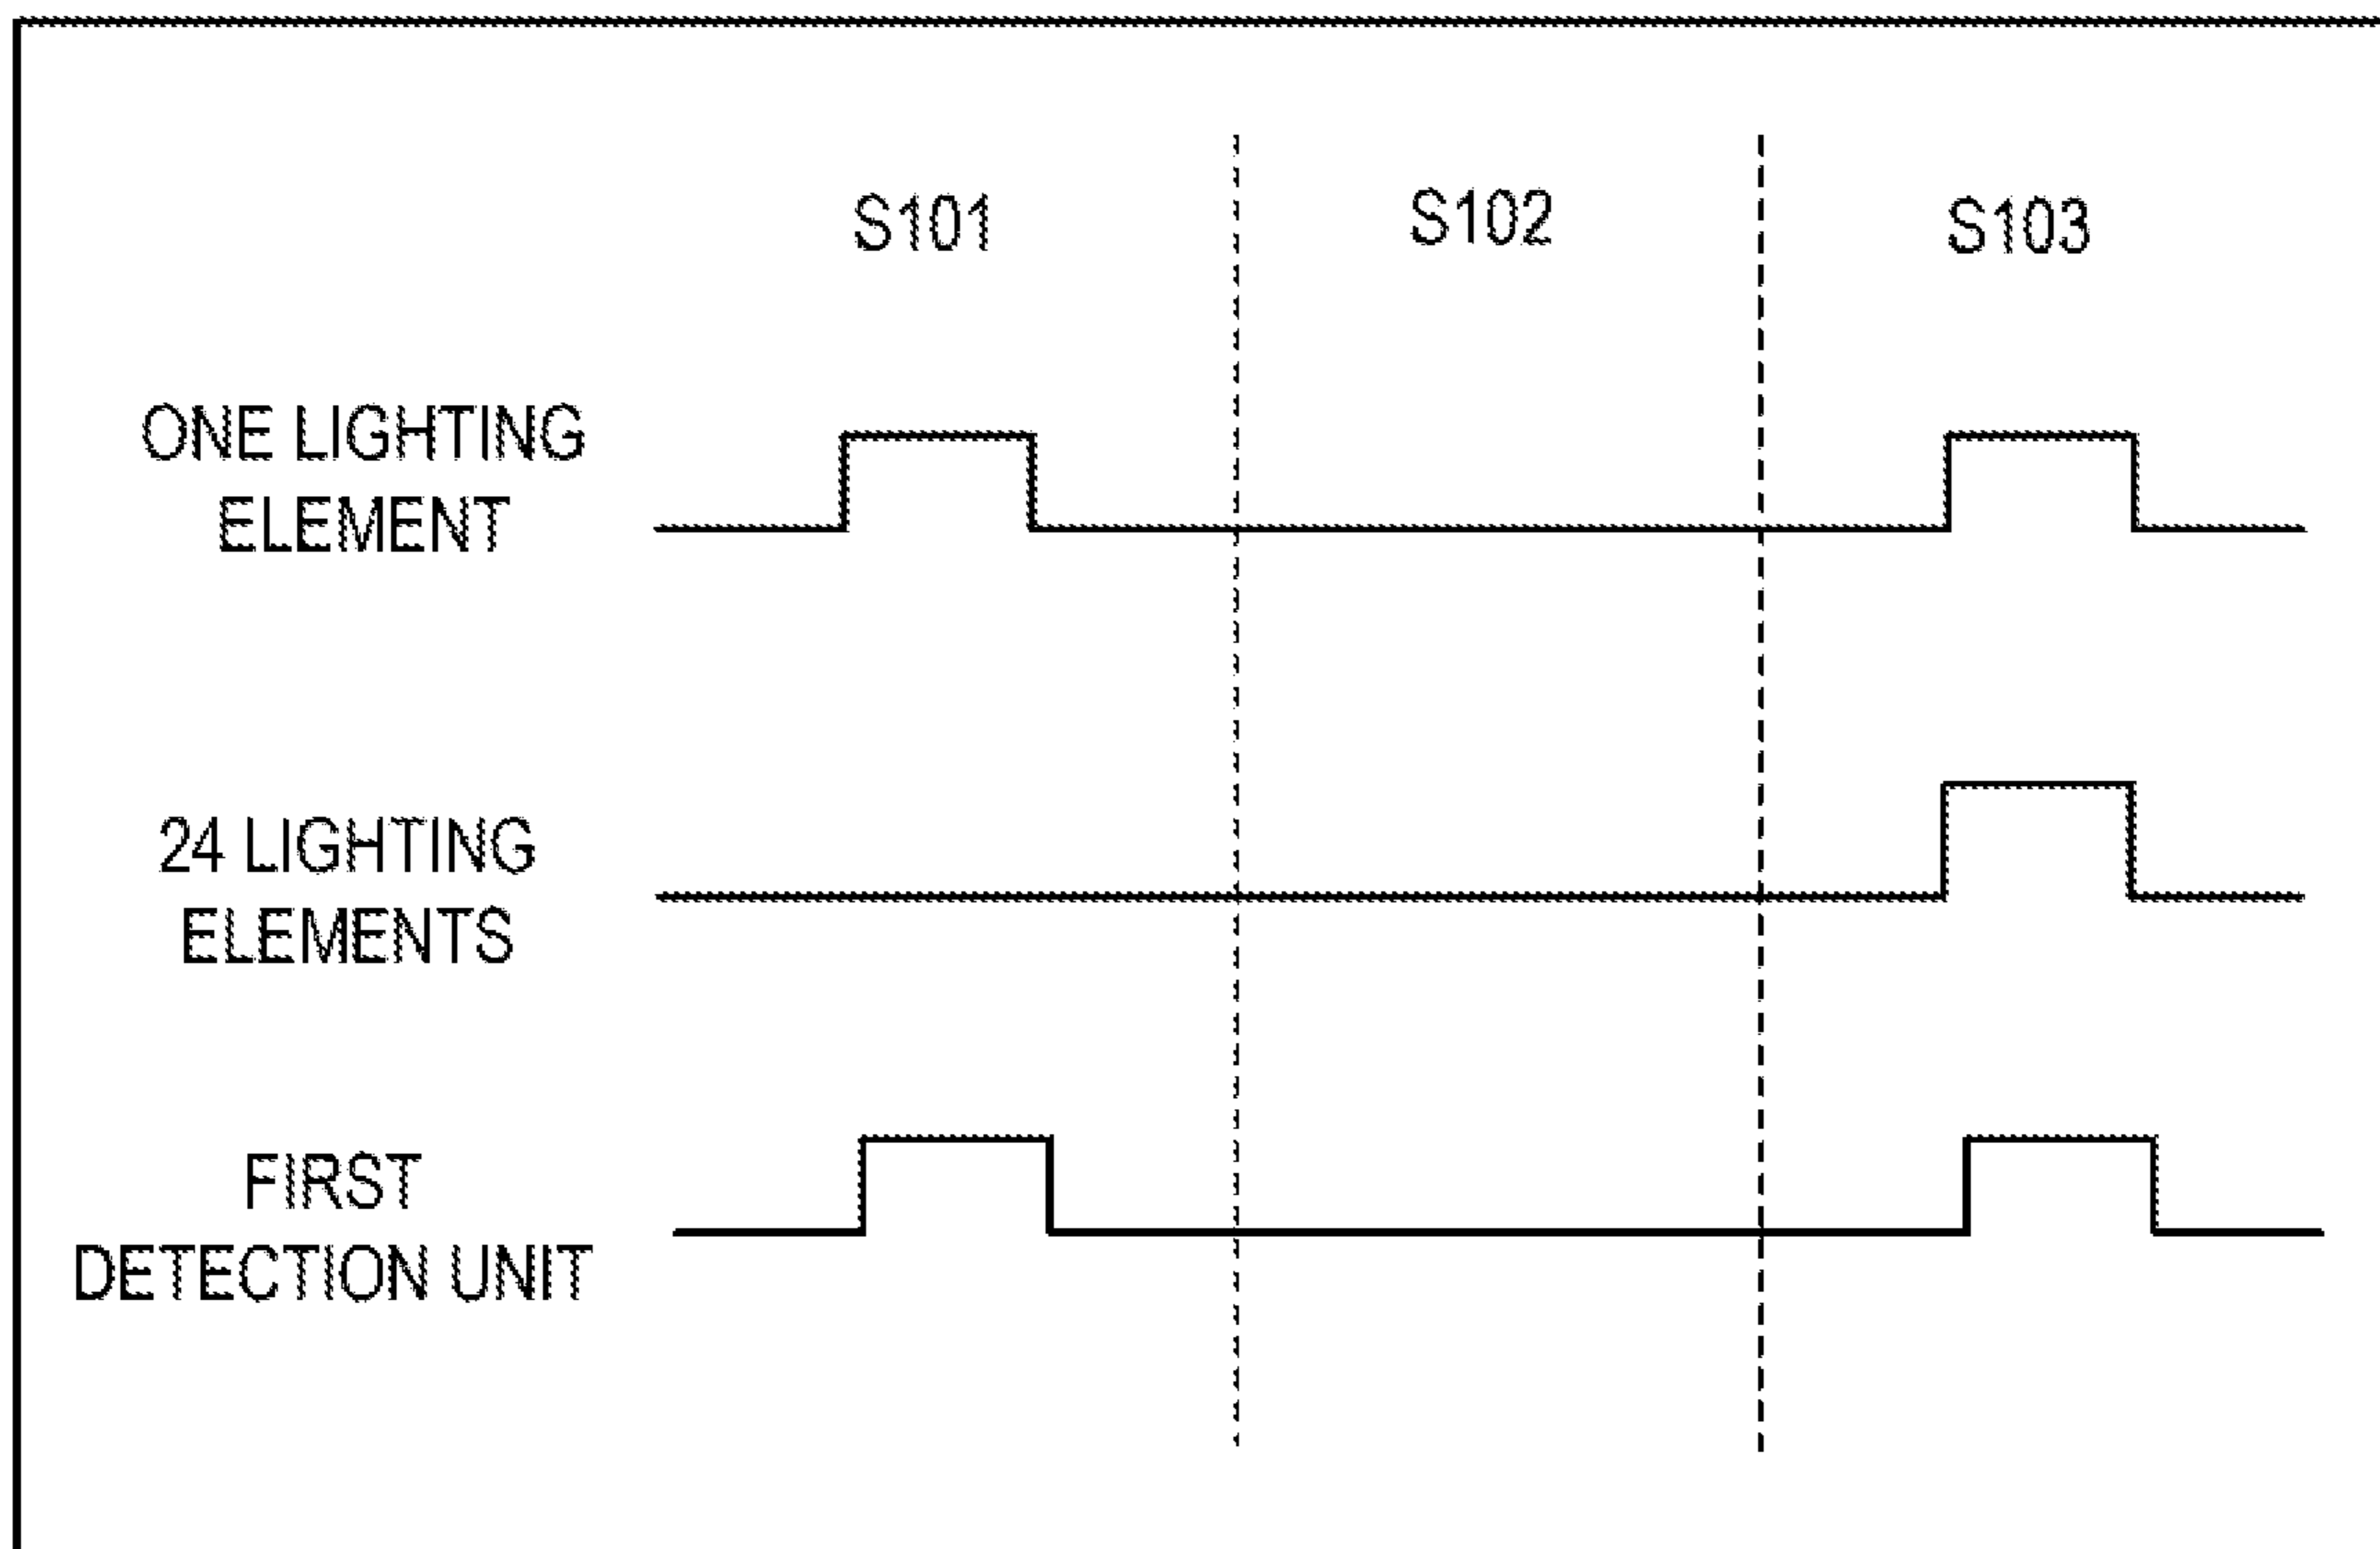 S101 S102 S103
ONE LIGHTING
ELEMENT
24 LIGHTING
ELEMENTS
FIRST
DETECTION UNIT